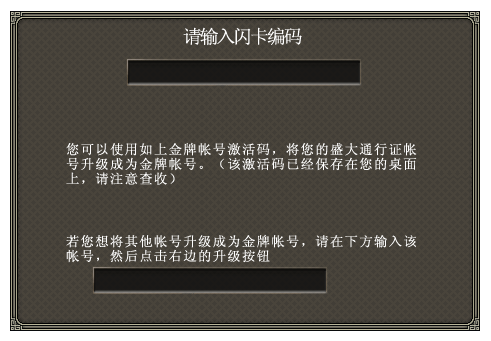 请输入闪卡编码
您可以使用如上金牌帐号激活码，将您的盛大通行证帐
号升级成为金牌帐号。（该激活码已经保存在您的桌面
上，请注意查收）
若您想将其他帐号升级成为金牌帐号，请在下方输入该
帐号，然后点击右边的升级按钮